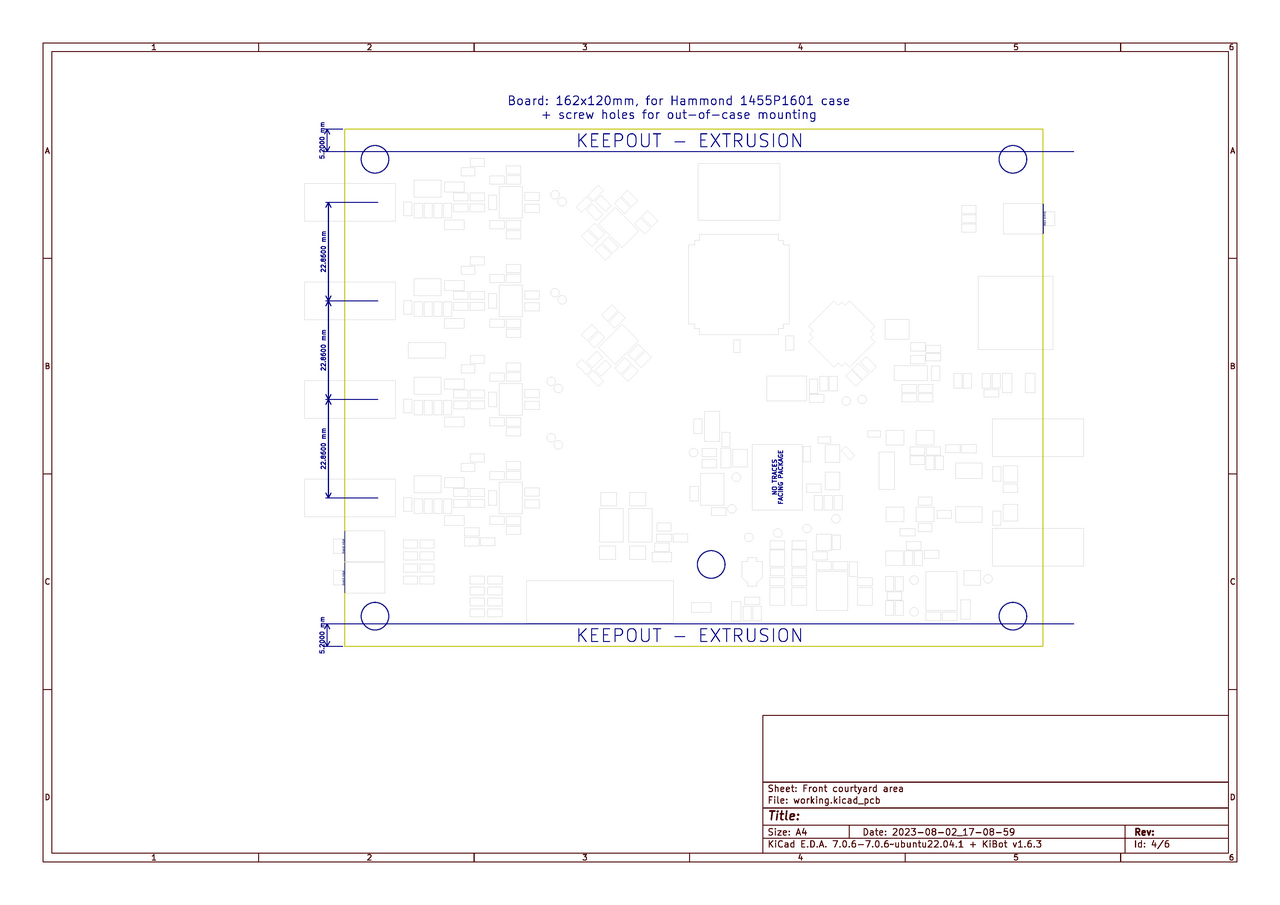 1 2 3 4 5 6
Board: 162x120mm, for Hammond 1455P1601 case
+ screw holes for out-of-case mounting
5.2000 mm
KEEPOUT - EXTRUSION
A A
22.8600 mm
22.8600 mm
B B
22.8600 mm
NO TRACES
FACING PACKAGE
C C
5.2000 mm
KEEPOUT - EXTRUSION
Sheet: Front courtyard area
File: working.kicad_pcb
D D
Title:
Size: A4 Date: 2023-08-02_17-08-59 Rev:
KiCad E.D.A. 7.0.6-7.0.6~ubuntu22.04.1 + KiBot v1.6.3 Id: 4/6
1 2 3 4 5 6